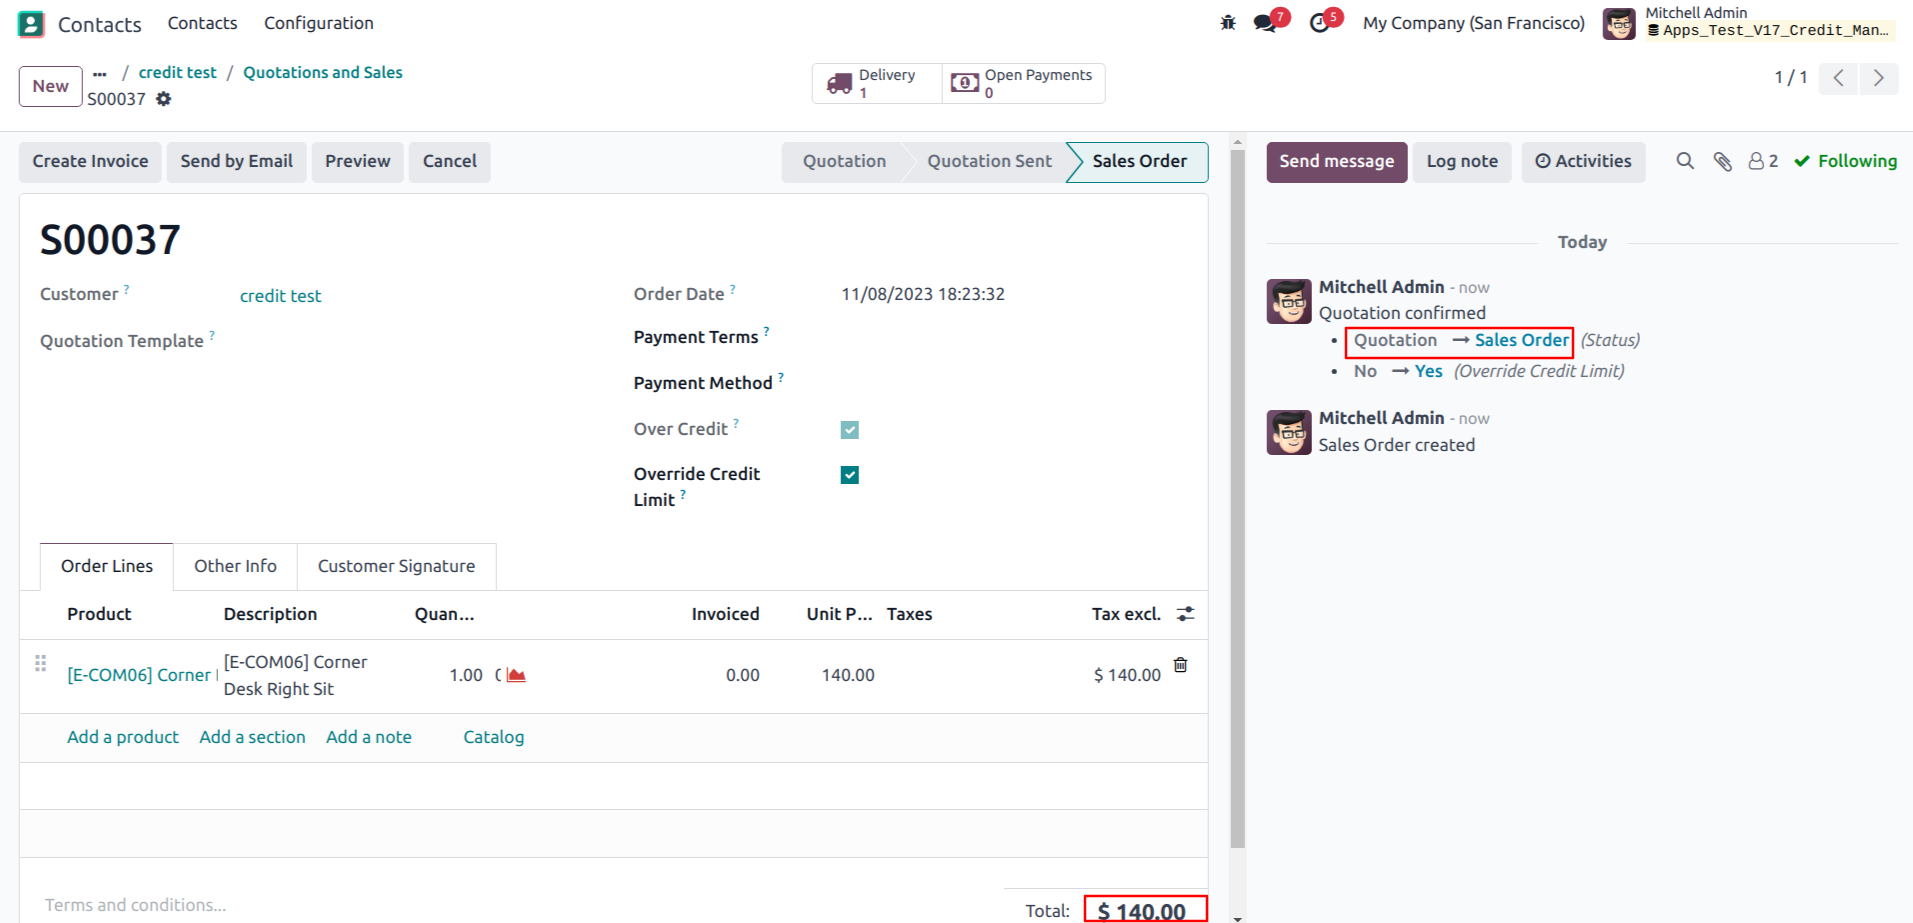 Contacts Contacts Configuration
7 5 My Company (San Francisco) Mitchell Admin
Apps_Test_V17_Credit_Man...
New ... / credit test / Quotations and Sales
S00037
Delivery
1
Open Payments
0
1 / 1
Create Invoice Send by Email Preview Cancel
Quotation Quotation Sent Sales Order
S00037
Customer ? credit test
Quotation Template ?
Order Date ? 11/08/2023 18:23:32
Payment Terms ?
Payment Method ?
Over Credit ?
Override Credit
Limit ?
Order Lines Other Info Customer Signature
Product Description Quan... Invoiced Unit P... Taxes Tax excl.
[E-COM06] Corner [E-COM06] Corner
Desk Right Sit
1.00 0.00 140.00 $ 140.00
Add a product Add a section Add a note Catalog
Terms and conditions...
Total: $ 140.00
Send message Log note Activities 2 Following
Today
Mitchell Admin - now
Quotation confirmed
• Quotation → Sales Order (Status)
• No → Yes (Override Credit Limit)
Mitchell Admin - now
Sales Order created